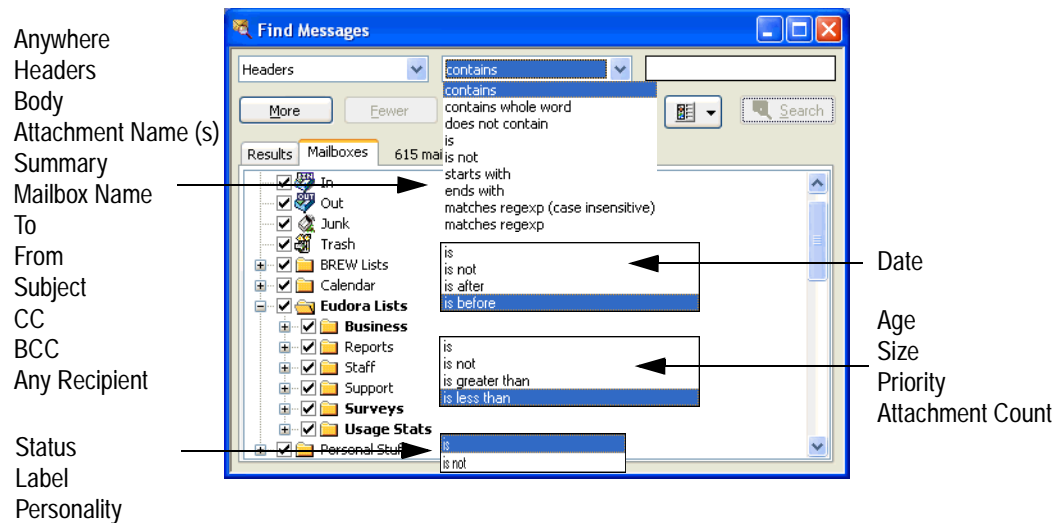 Anywhere
Headers
Body
Attachment Name (s)
Summary
Mailbox Name
To
From
Subject
CC
BCC
Any Recipient
Status
Label
Personality
Find Messages
Headers
contains
contains
contains whole word
does not contain
is
is not
starts with
ends with
matches regexp (case insensitive)
matches regexp
More
Fewer
Search
Results
Mailboxes
615 mai
In
Out
Junk
Trash
BREW Lists
Calendar
Eudora Lists
Business
Reports
Staff
Support
Surveys
Usage Stats
Personal Stuf
is
is not
is after
is before
is
is not
is greater than
is less than
is
is not
Date
Age
Size
Priority
Attachment Count